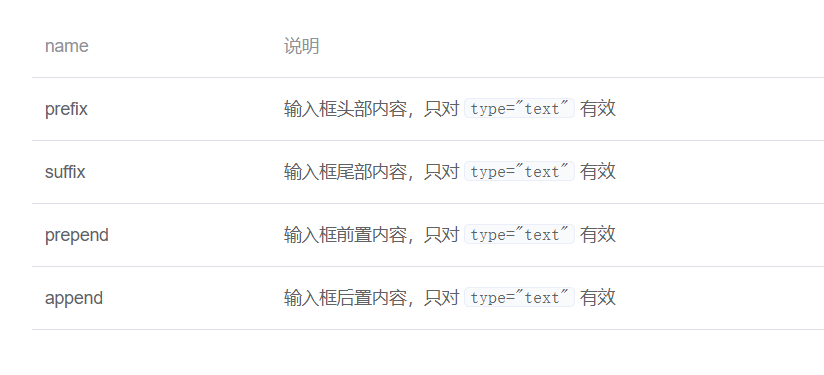 name 说明
prefix 输入框头部内容，只对 type="text" 有效
suffix 输入框尾部内容，只对 type="text" 有效
prepend 输入框前置内容，只对 type="text" 有效
append 输入框后置内容，只对 type="text" 有效